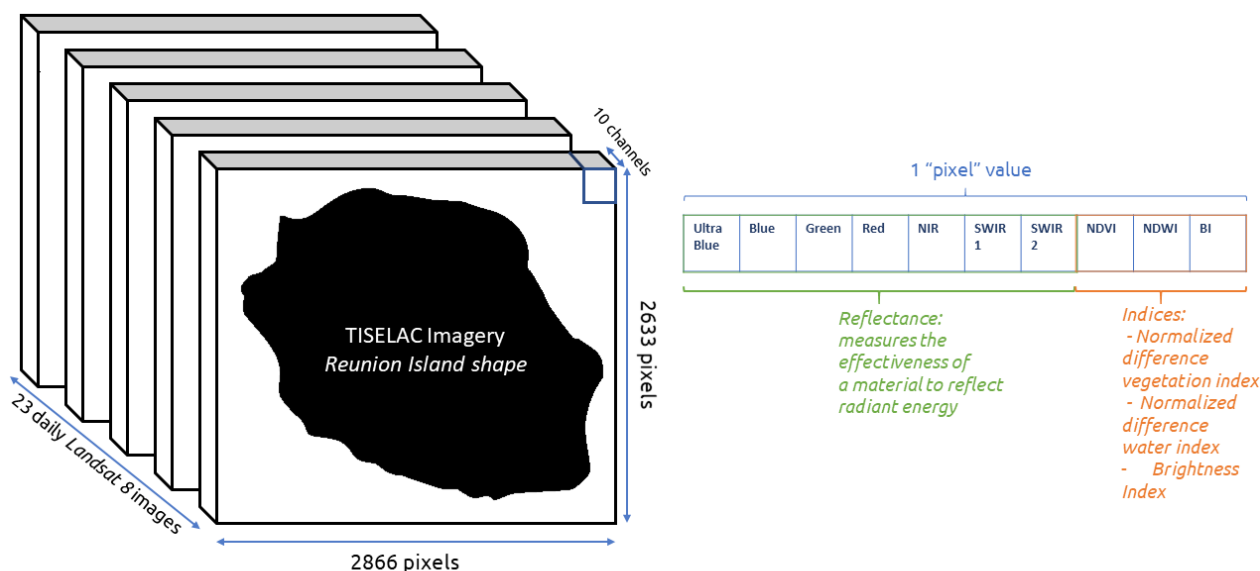 10 channels
TISELAC Imagery
Reunion Island shape
2633 pixels
23 daily Landsat 8 images
2866 pixels
1 “pixel” value
Ultra
Blue
Blue
Green
Red
NIR
SWIR
1
SWIR
2
NDVI
NDWI
BI
Reflectance:
measures the
effectiveness of
a material to reflect
radiant energy
Indices:
- Normalized
difference
vegetation index
- Normalized
difference
water index
- Brightness
Index